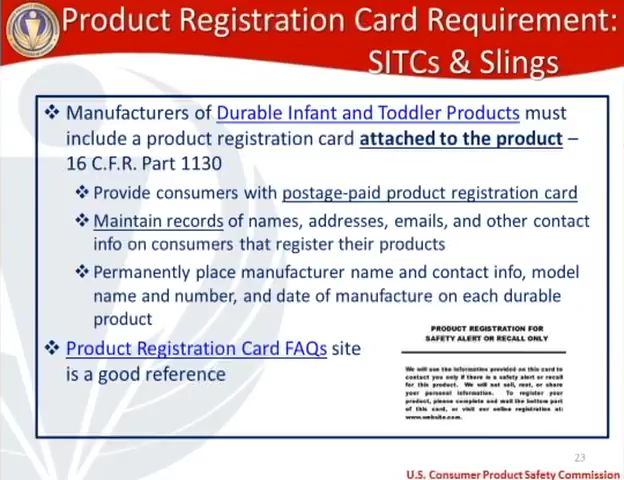 Product Registration Card Requirement:
SITCs & Slings
❖ Manufacturers of Durable Infant and Toddler Products must
include a product registration card attached to the product –
16 C.F.R. Part 1130
❖ Provide consumers with postage-paid product registration card
❖ Maintain records of names, addresses, emails, and other contact
info on consumers that register their products
❖ Permanently place manufacturer name and contact info, model
name and number, and date of manufacture on each durable
product
❖ Product Registration Card FAQs site
is a good reference
PRODUCT REGISTRATION FOR
SAFETY ALERT OR RECALL ONLY
We will use the information provided on this card to
contact you only if there is a safety alert or recall
for this product. We will not sell, rent, or share
your personal information. To register your
product, please complete and mail the bottom part
of this card, or visit our online registration at:
www.website.com.
23
U.S. Consumer Product Safety Commission